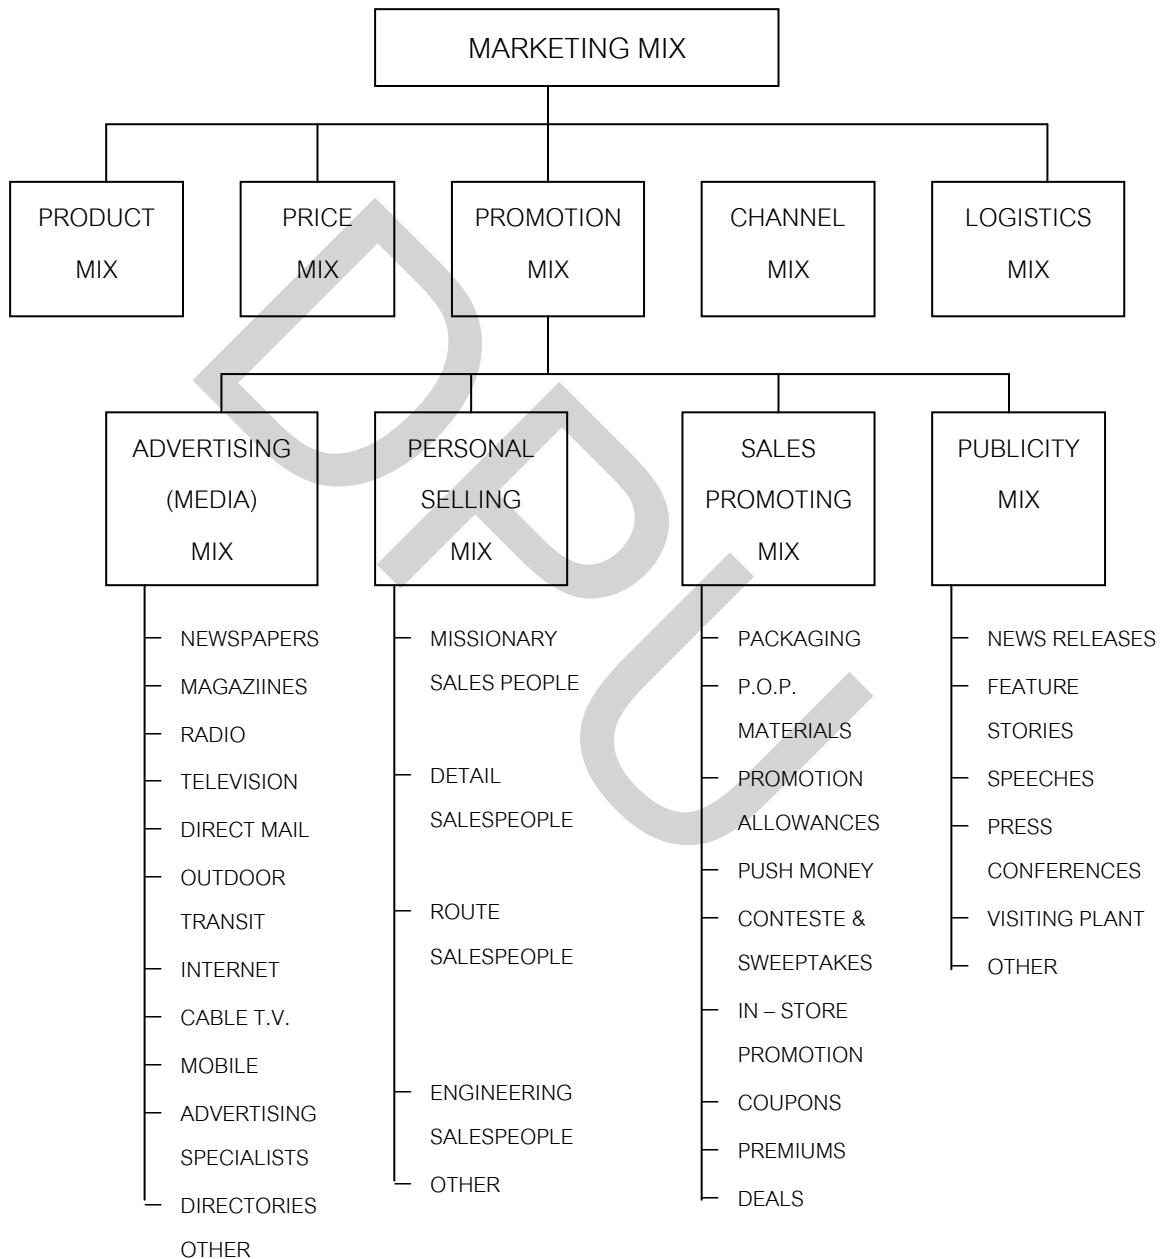 MARKETING MIX
PRODUCT
MIX
PRICE
MIX
PROMOTION
MIX
CHANNEL
MIX
LOGISTICS
MIX
ADVERTISING
(MEDIA)
MIX
PERSONAL
SELLING
MIX
SALES
PROMOTING
MIX
PUBLICITY
MIX
NEWSPAPERS
MAGAZIINES
RADIO
TELEVISION
DIRECT MAIL
OUTDOOR
TRANSIT
INTERNET
CABLE T.V.
MOBILE
ADVERTISING
SPECIALISTS
DIRECTORIES
OTHER
MISSIONARY
SALES PEOPLE
DETAIL
SALESPEOPLE
ROUTE
SALESPEOPLE
ENGINEERING
SALESPEOPLE
OTHER
PACKAGING
P.O.P.
MATERIALS
PROMOTION
ALLOWANCES
PUSH MONEY
CONTESTE &
SWEEPTAKES
IN – STORE
PROMOTION
COUPONS
PREMIUMS
DEALS
NEWS RELEASES
FEATURE
STORIES
SPEECHES
PRESS
CONFERENCES
VISITING PLANT
OTHER
DPU